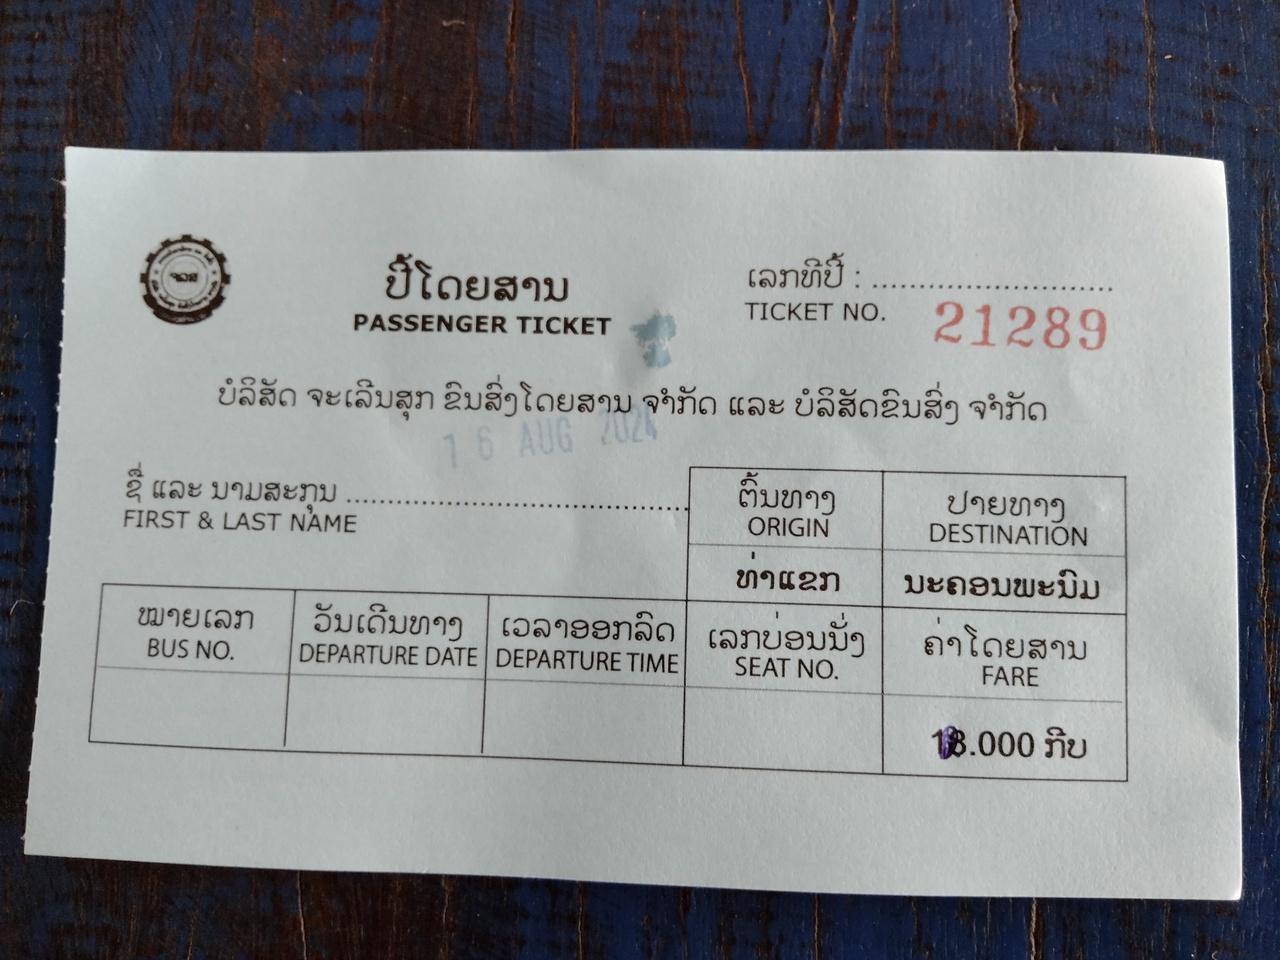 ປີ້ໂດຍສານ
PASSENGER TICKET
ເລກທີປີ້ : ..............................
TICKET NO. 21289
ບໍລິສັດ ຈະເລີນສຸກ ຂົນສົ່ງໂດຍສານ ຈຳກັດ ແລະ ບໍລິສັດຂົນສົ່ງ ຈຳກັດ
16 AUG 2024
ຊື່ ແລະ ນາມສະກຸນ ..............................................
FIRST & LAST NAME
ຕົ້ນທາງ ປາຍທາງ
ORIGIN DESTINATION
ທ່າແຂກ ນະຄອນພະນົມ
ໝາຍເລກ ວັນເດີນທາງ ເວລາອອກລົດ ເລກບ່ອນນັ່ງ ຄ່າໂດຍສານ
BUS NO. DEPARTURE DATE DEPARTURE TIME SEAT NO. FARE
18.000 ກີບ